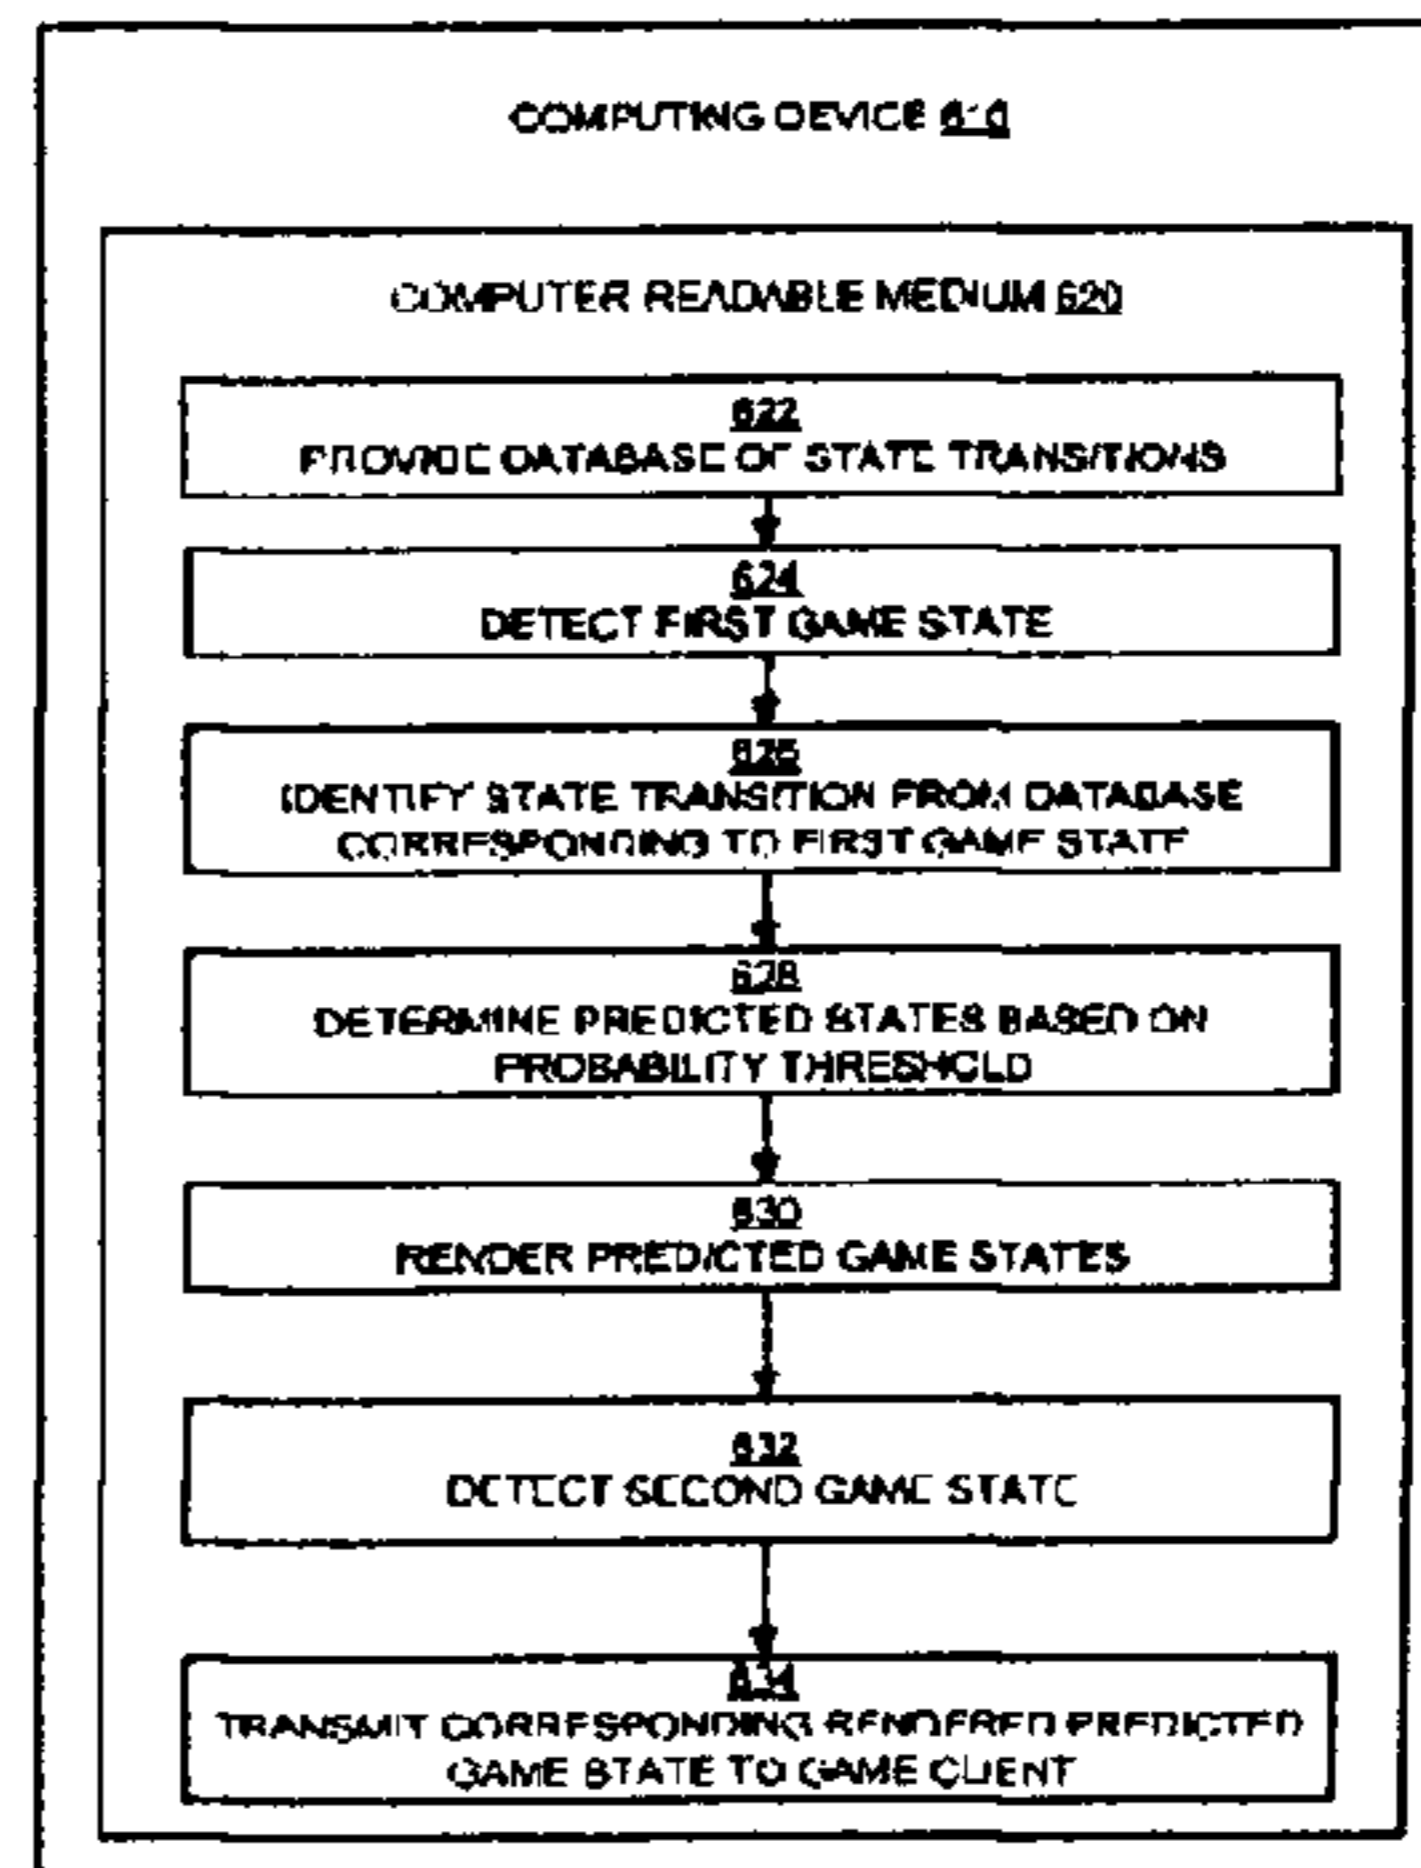 COMPUTING DEVICE 610
COMPUTER READABLE MEDIUM 620
622
PROVIDE DATABASE OF STATE TRANSITIONS
624
DETECT FIRST GAME STATE
626
IDENTIFY STATE TRANSITION FROM DATABASE
CORRESPONDING TO FIRST GAME STATE
628
DETERMINE PREDICTED STATES BASED ON
PROBABILITY THRESHOLD
630
RENDER PREDICTED GAME STATES
632
DETECT SECOND GAME STATE
634
TRANSMIT CORRESPONDING RENDERED PREDICTED
GAME STATE TO GAME CLIENT